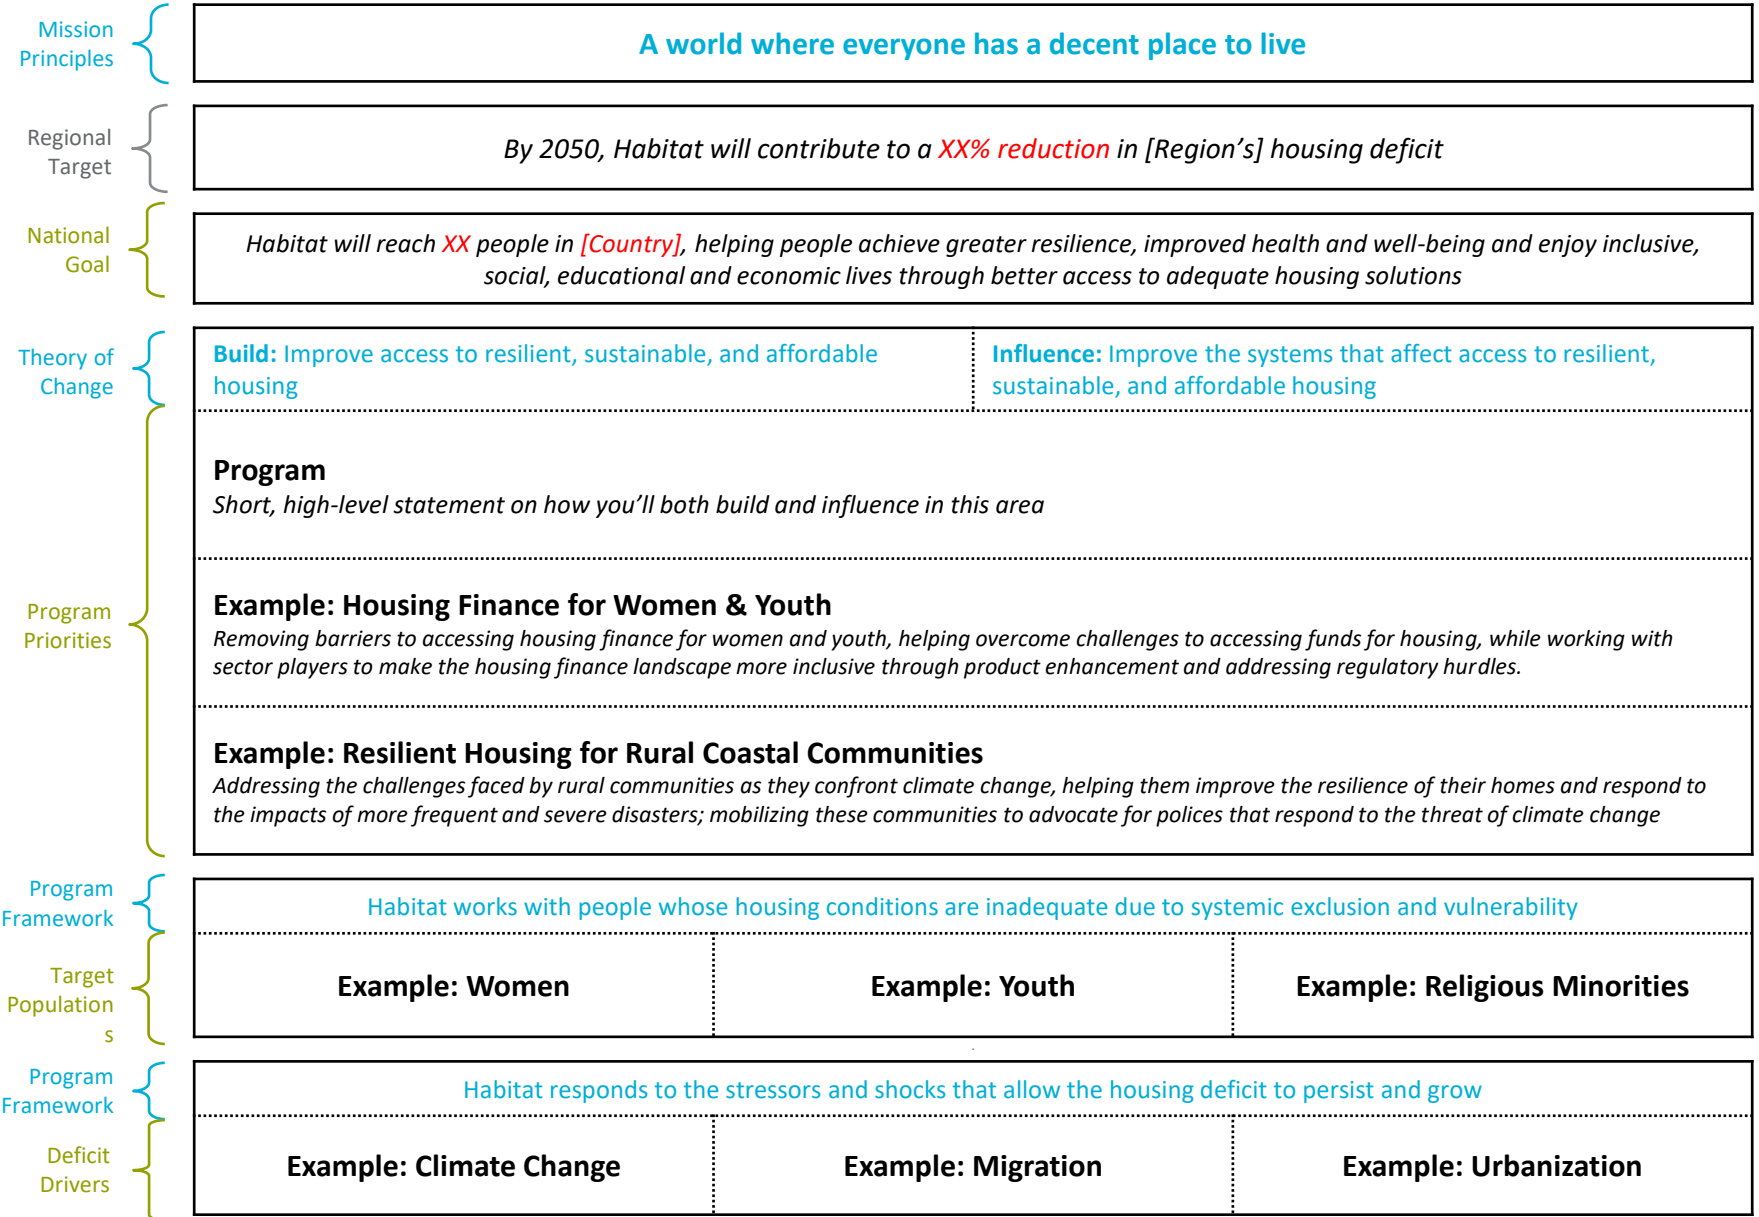 Mission
Principles
A world where everyone has a decent place to live
Regional
Target
By 2050, Habitat will contribute to a XX% reduction in [Region's] housing deficit
National
Goal
Habitat will reach XX people in [Country], helping people achieve greater resilience, improved health and well-being and enjoy inclusive,
social, educational and economic lives through better access to adequate housing solutions
Theory of
Change
Build: Improve access to resilient, sustainable, and affordable
housing
Influence: Improve the systems that affect access to resilient,
sustainable, and affordable housing
Program
Priorities
Program
Short, high-level statement on how you'll both build and influence in this area
Example: Housing Finance for Women & Youth
Removing barriers to accessing housing finance for women and youth, helping overcome challenges to accessing funds for housing, while working with
sector players to make the housing finance landscape more inclusive through product enhancement and addressing regulatory hurdles.
Example: Resilient Housing for Rural Coastal Communities
Addressing the challenges faced by rural communities as they confront climate change, helping them improve the resilience of their homes and respond to
the impacts of more frequent and severe disasters; mobilizing these communities to advocate for polices that respond to the threat of climate change
Program
Framework
Habitat works with people whose housing conditions are inadequate due to systemic exclusion and vulnerability
Target
Population
s
Example: Women
Example: Youth
Example: Religious Minorities
Program
Framework
Habitat responds to the stressors and shocks that allow the housing deficit to persist and grow
Deficit
Drivers
Example: Climate Change
Example: Migration
Example: Urbanization